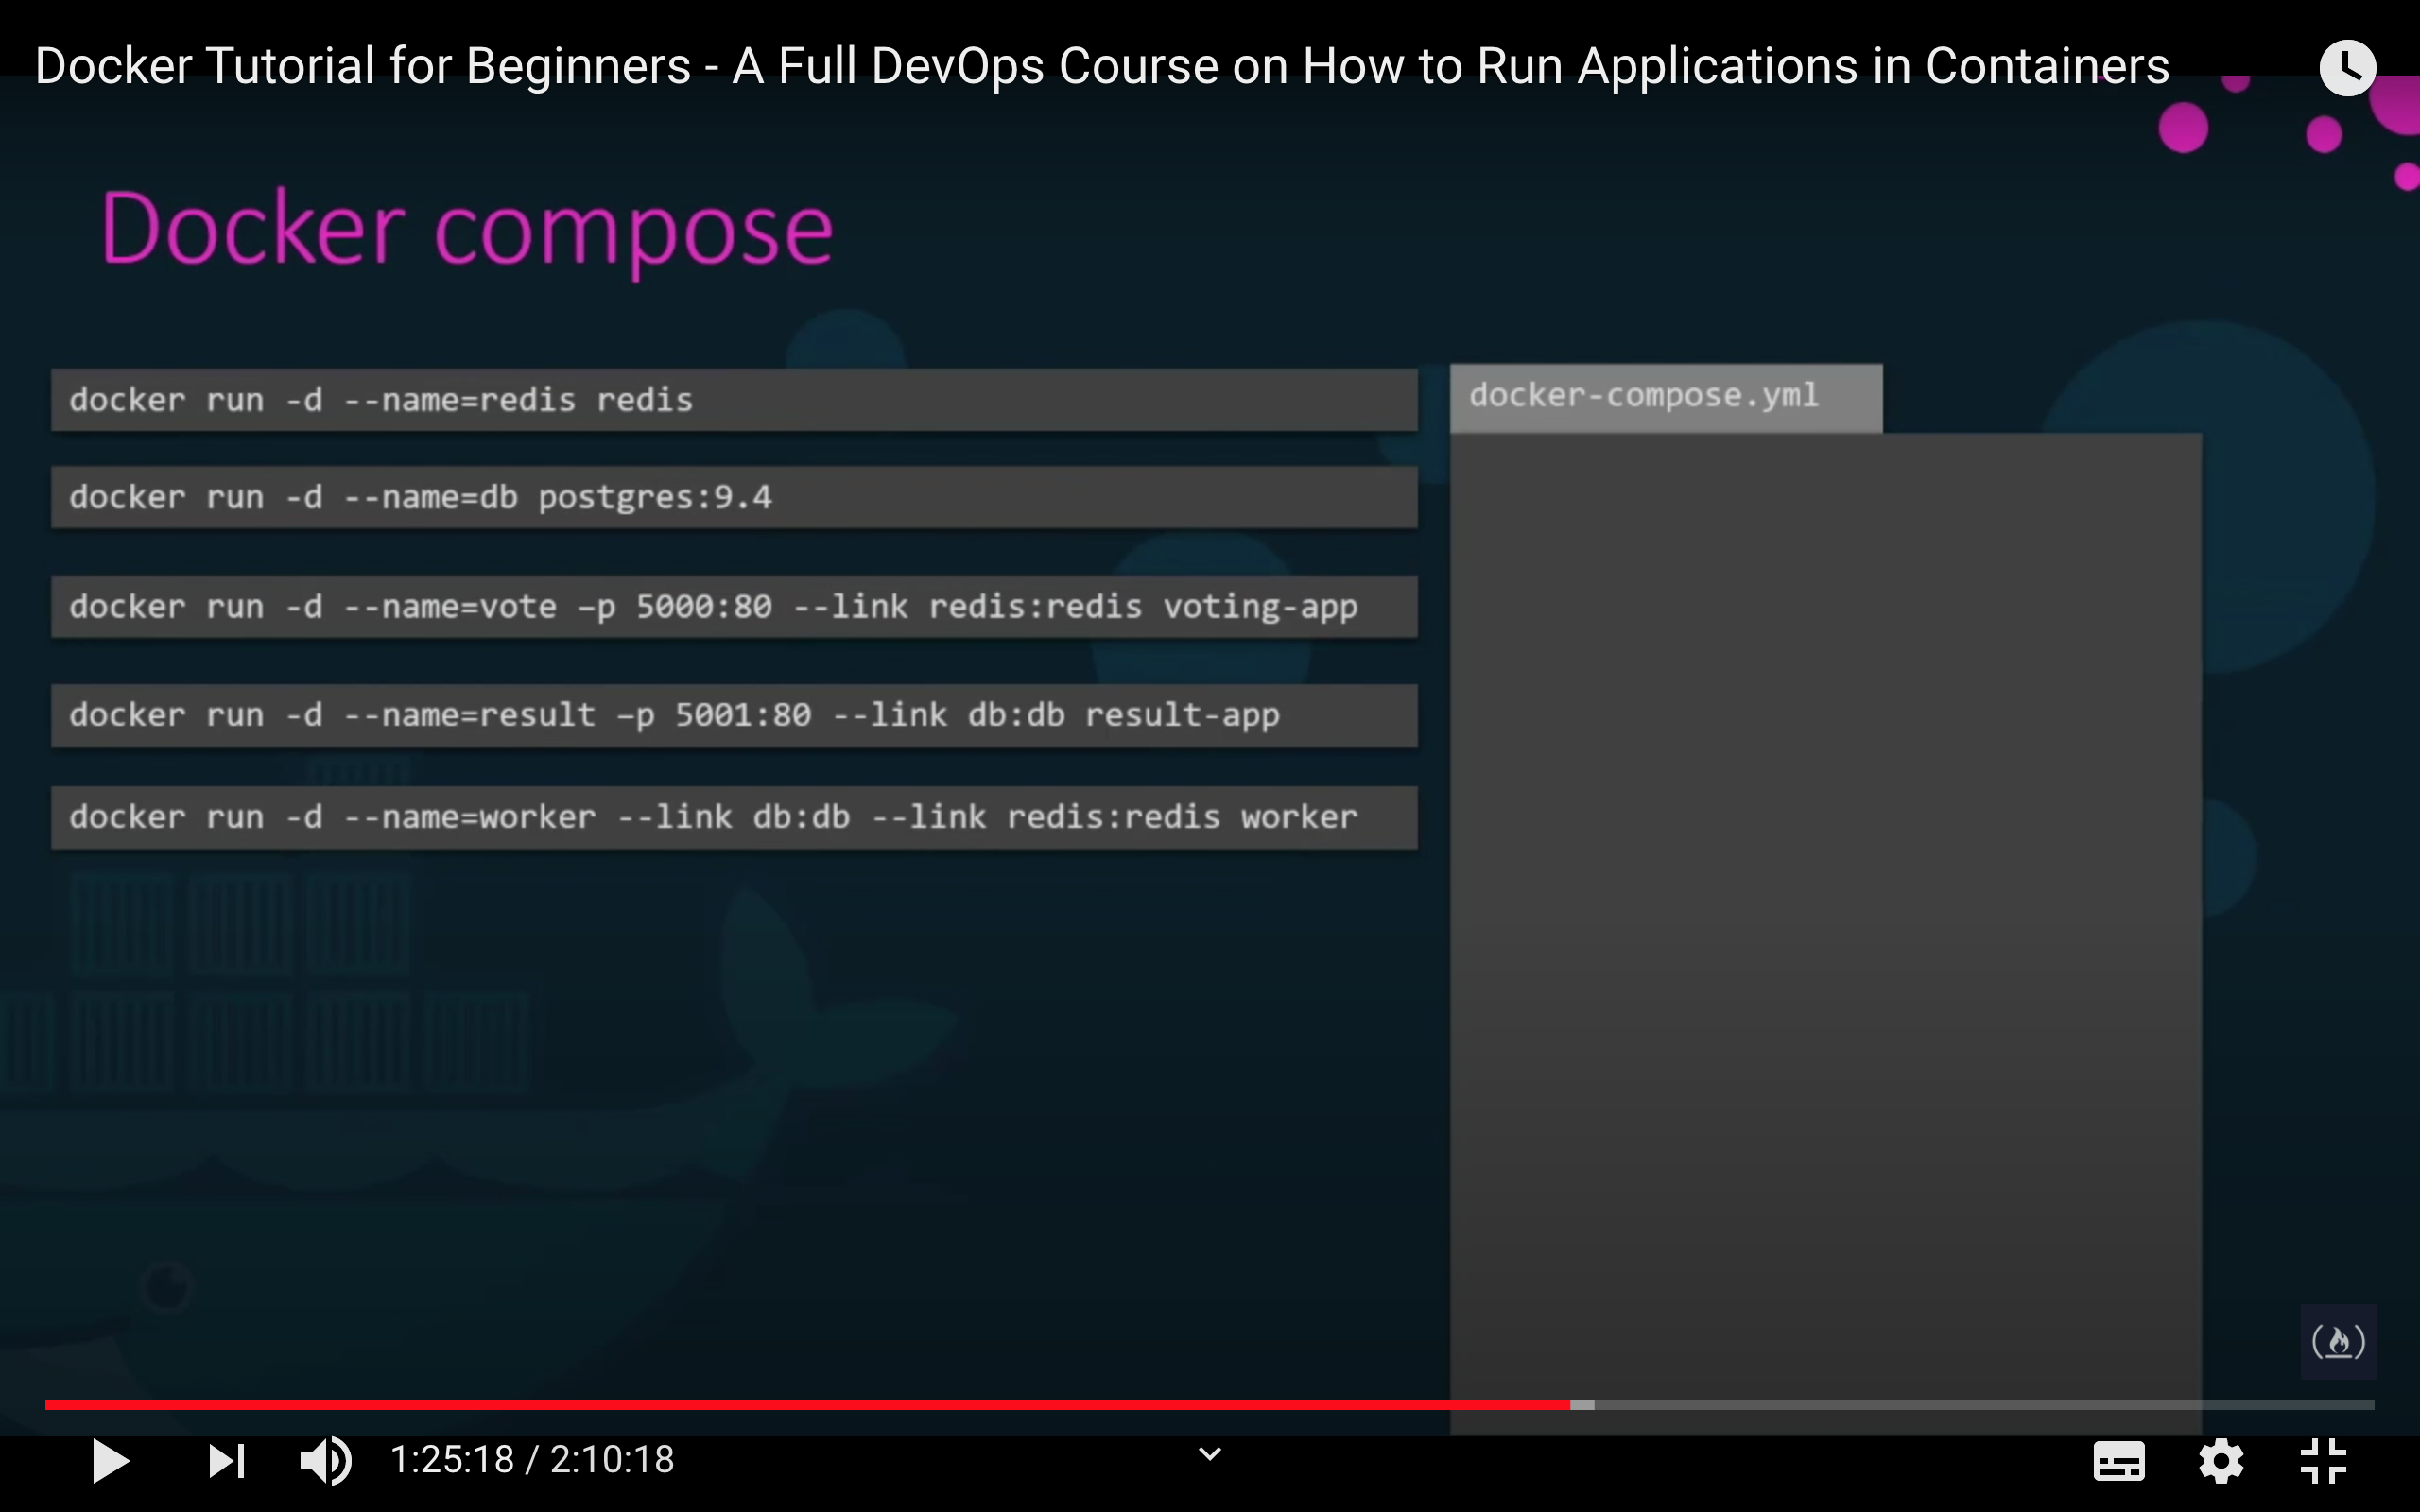 Docker Tutorial for Beginners - A Full DevOps Course on How to Run Applications in Containers
Docker compose
docker run -d --name=redis redis
docker run -d --name=db postgres:9.4
docker run -d --name=vote –p 5000:80 --link redis:redis voting-app
docker run -d --name=result –p 5001:80 --link db:db result-app
docker run -d --name=worker --link db:db --link redis:redis worker
docker-compose.yml
1:25:18 / 2:10:18